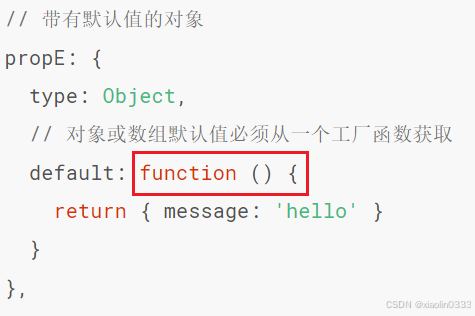 // 带有默认值的对象
propE: {
  type: Object,
  // 对象或数组默认值必须从一个工厂函数获取
  default: function () {
    return { message: 'hello' }
  }
},
CSDN @xiaolin0333